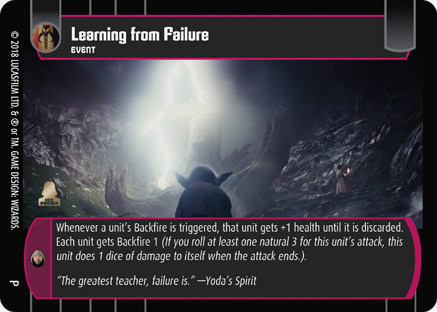 Learning from Failure
EVENT
Whenever a unit's Backfire is triggered, that unit gets +1 health until it is discarded.
Each unit gets Backfire 1 (If you roll at least one natural 3 for this unit's attack, this
unit does 1 dice of damage to itself when the attack ends.).
"The greatest teacher, failure is." —Yoda's Spirit
© 2018 LUCASFILM LTD. & ® or TM. GAME DESIGN: WIZARDS.
P